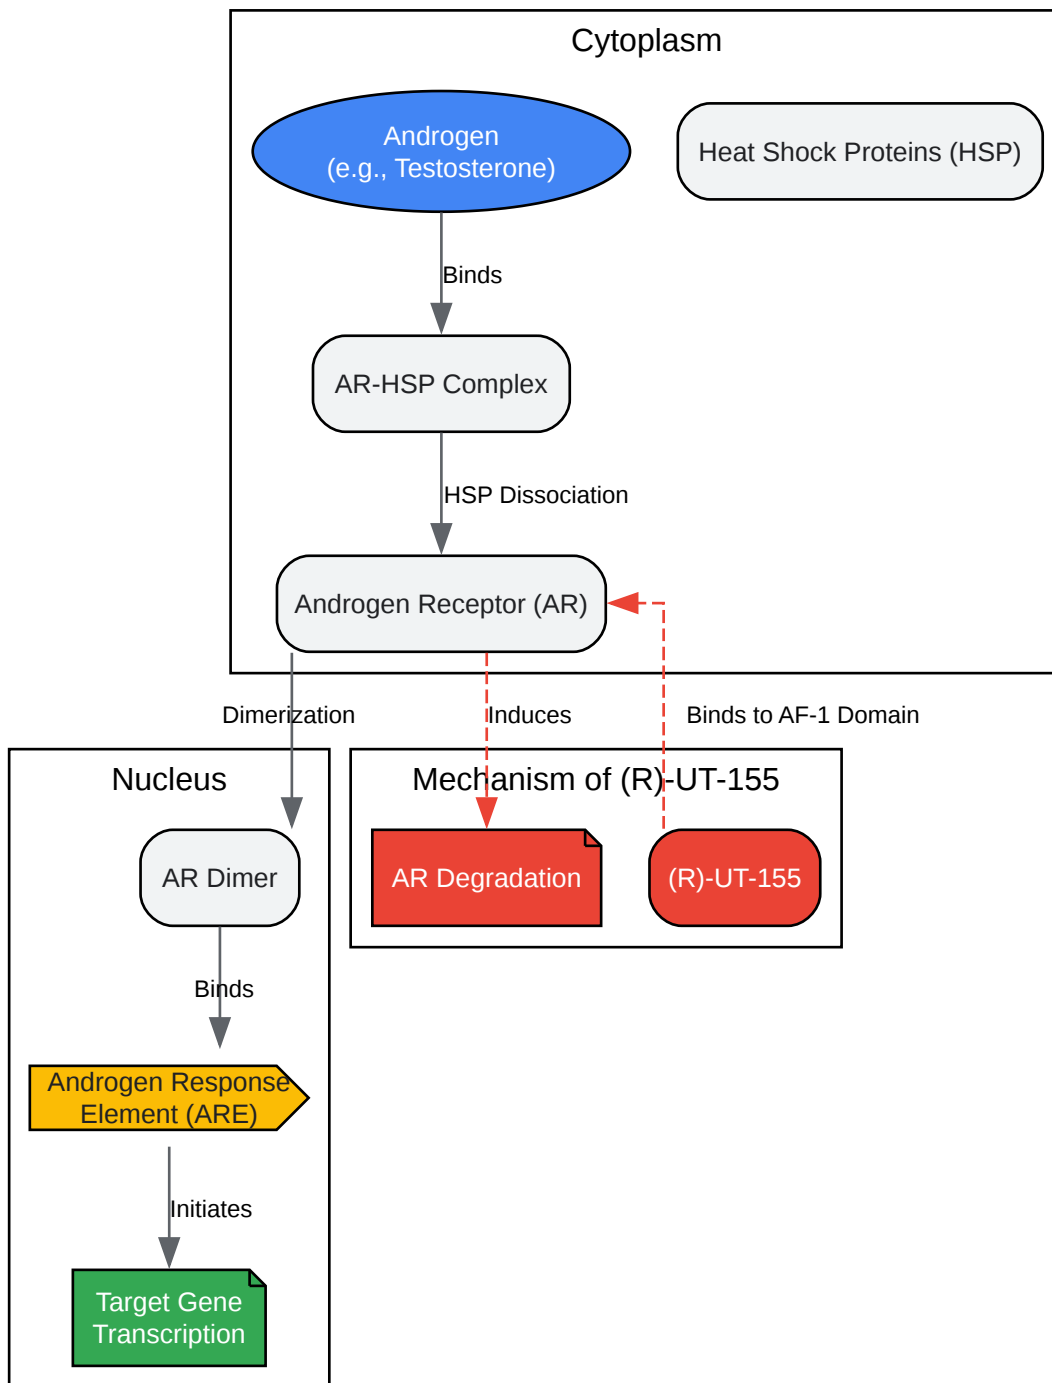 Cytoplasm
Androgen
(e.g., Testosterone)
Heat Shock Proteins (HSP)
Binds
AR-HSP Complex
HSP Dissociation
Androgen Receptor (AR)
Dimerization
Induces
Binds to AF-1 Domain
Nucleus
Mechanism of (R)-UT-155
AR Dimer
AR Degradation
(R)-UT-155
Binds
Androgen Response
Element (ARE)
Initiates
Target Gene
Transcription